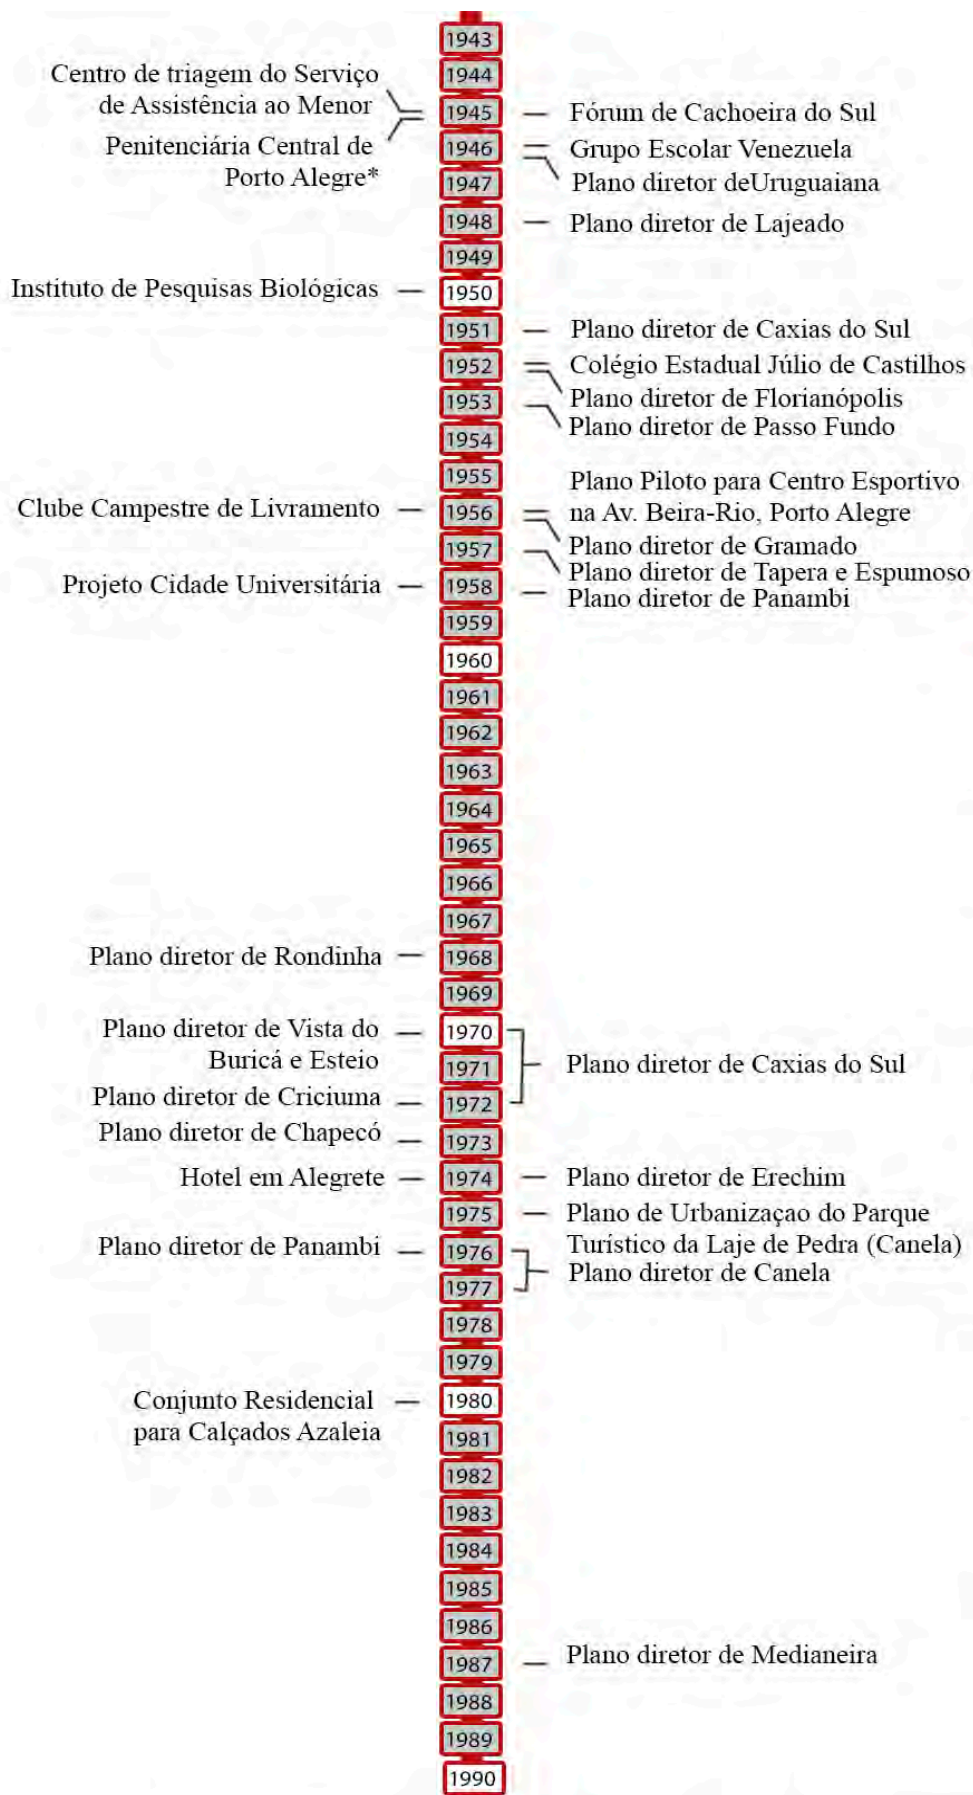 1943
Centro de triagem do Serviço
de Assistência ao Menor
1944
1945
Fórum de Cachoeira do Sul
Penitenciária Central de
Porto Alegre*
1946
Grupo Escolar Venezuela
1947
Plano diretor deUruguaiana
1948
Plano diretor de Lajeado
1949
Instituto de Pesquisas Biológicas
1950
1951
Plano diretor de Caxias do Sul
1952
Colégio Estadual Júlio de Castilhos
Plano diretor de Florianópolis
1953
Plano diretor de Passo Fundo
1954
1955
Plano Piloto para Centro Esportivo
na Av. Beira-Rio, Porto Alegre
Clube Campestre de Livramento
1956
Plano diretor de Gramado
1957
Plano diretor de Tapera e Espumoso
Projeto Cidade Universitária
1958
Plano diretor de Panambi
1959
1960
1961
1962
1963
1964
1965
1966
1967
Plano diretor de Rondinha
1968
1969
Plano diretor de Vista do
Buricá e Esteio
1970
1971
Plano diretor de Caxias do Sul
Plano diretor de Criciuma
1972
Plano diretor de Chapecó
1973
Hotel em Alegrete
1974
Plano diretor de Erechim
1975
Plano de Urbanizaçao do Parque
Turístico da Laje de Pedra (Canela)
Plano diretor de Panambi
1976
Plano diretor de Canela
1977
1978
1979
Conjunto Residencial
para Calçados Azaleia
1980
1981
1982
1983
1984
1985
1986
1987
Plano diretor de Medianeira
1988
1989
1990